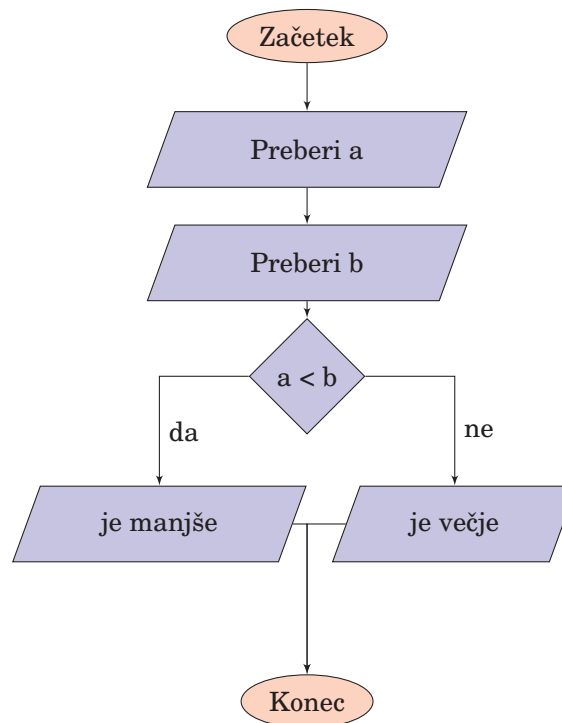 Začetek
Preberi a
Preberi b
a < b
da
ne
je manjše
je večje
Konec